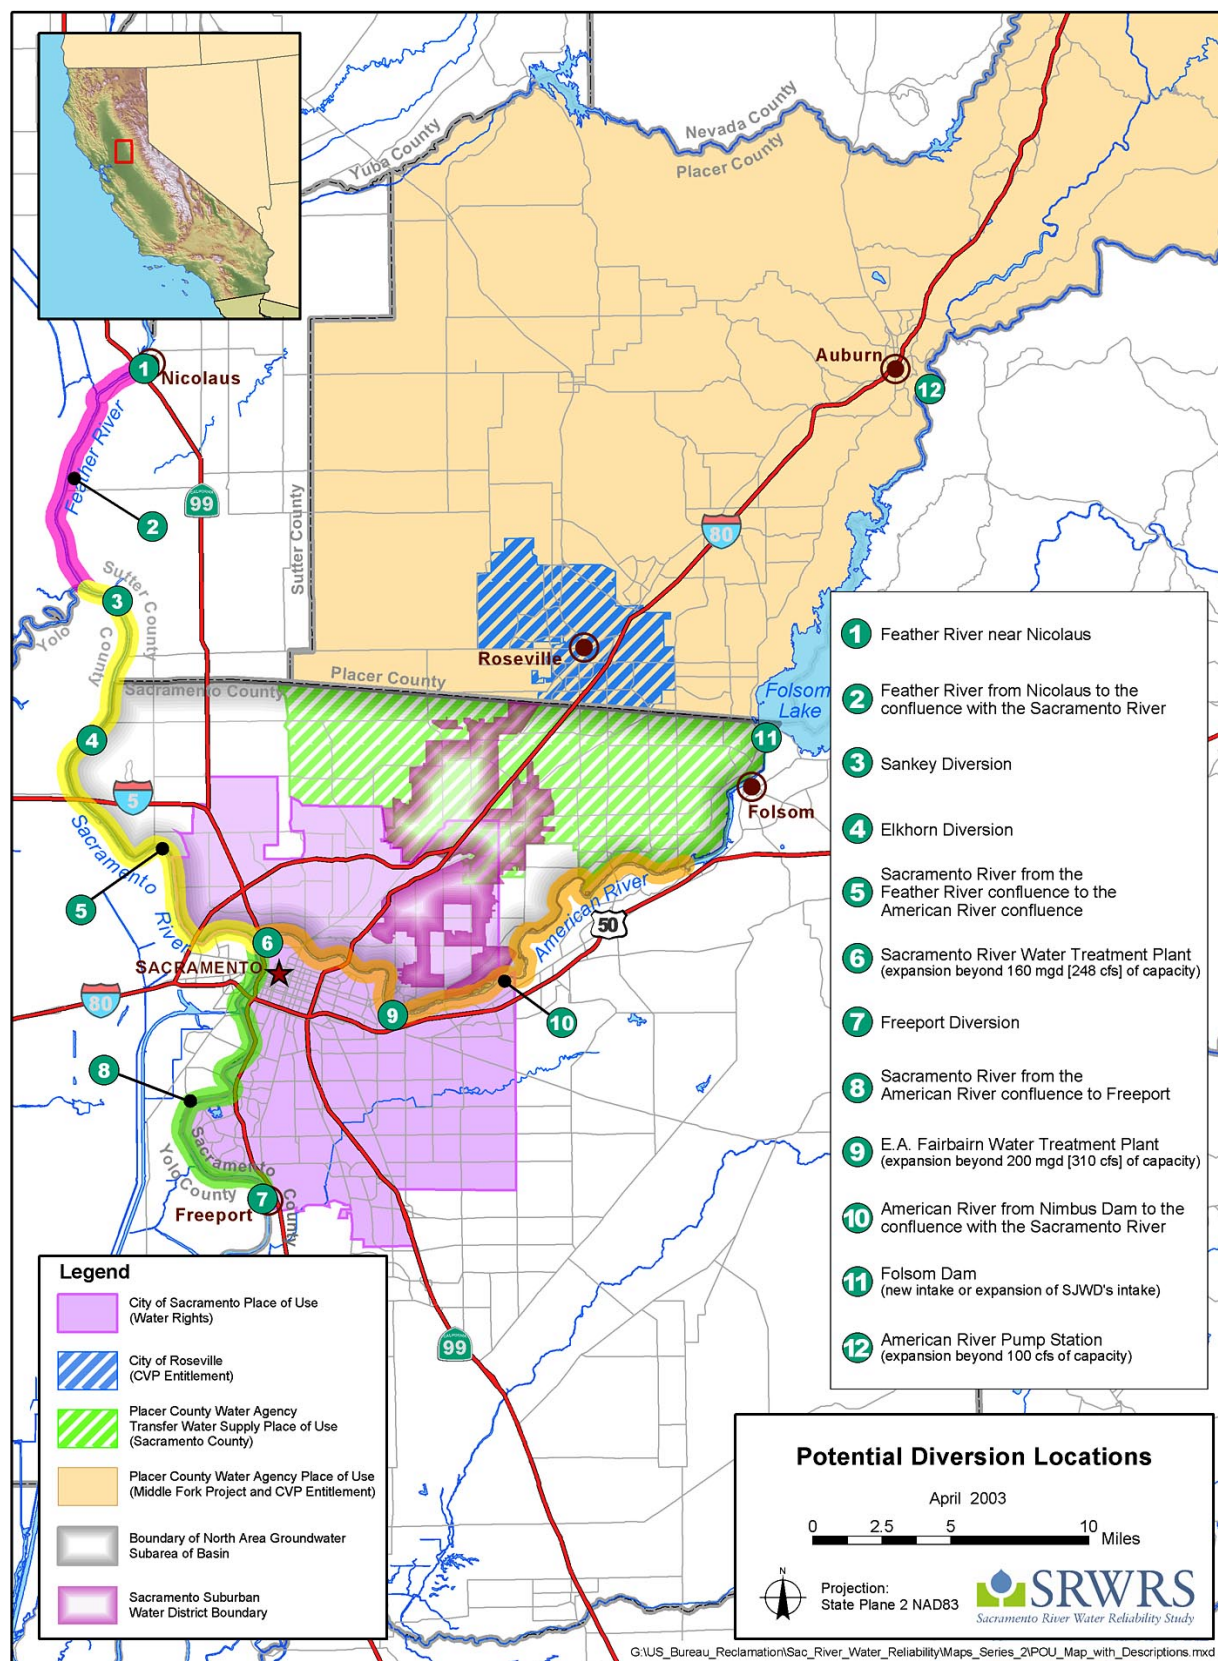 Nevada County
Yuba County
Placer County
Auburn
12
1
Nicolaus
Feather River
CALIFORNIA
99
2
80
Sutter County
Sutter County
3
Yolo
County
Roseville
Placer County
Sacramento County
Folsom
Lake
4
11
5
Folsom
Sacramento
River
5
American River
50
6
SACRAMENTO
80
9
10
8
Sacramento
County
Yolo
County
7
Freeport
CALIFORNIA
99
1 Feather River near Nicolaus
2 Feather River from Nicolaus to the
confluence with the Sacramento River
3 Sankey Diversion
4 Elkhorn Diversion
5 Sacramento River from the
Feather River confluence to the
American River confluence
6 Sacramento River Water Treatment Plant
(expansion beyond 160 mgd [248 cfs] of capacity)
7 Freeport Diversion
8 Sacramento River from the
American River confluence to Freeport
9 E.A. Fairbairn Water Treatment Plant
(expansion beyond 200 mgd [310 cfs] of capacity)
10 American River from Nimbus Dam to the
confluence with the Sacramento River
11 Folsom Dam
(new intake or expansion of SJWD's intake)
12 American River Pump Station
(expansion beyond 100 cfs of capacity)
Legend
City of Sacramento Place of Use
(Water Rights)
City of Roseville
(CVP Entitlement)
Placer County Water Agency
Transfer Water Supply Place of Use
(Sacramento County)
Placer County Water Agency Place of Use
(Middle Fork Project and CVP Entitlement)
Boundary of North Area Groundwater
Subarea of Basin
Sacramento Suburban
Water District Boundary
Potential Diversion Locations
April 2003
0 2.5 5 10
Miles
N
Projection:
State Plane 2 NAD83
SRWRS
Sacramento River Water Reliability Study
G:\US_Bureau_Reclamation\Sac_River_Water_Reliability\Maps_Series_2\POU_Map_with_Descriptions.mxd